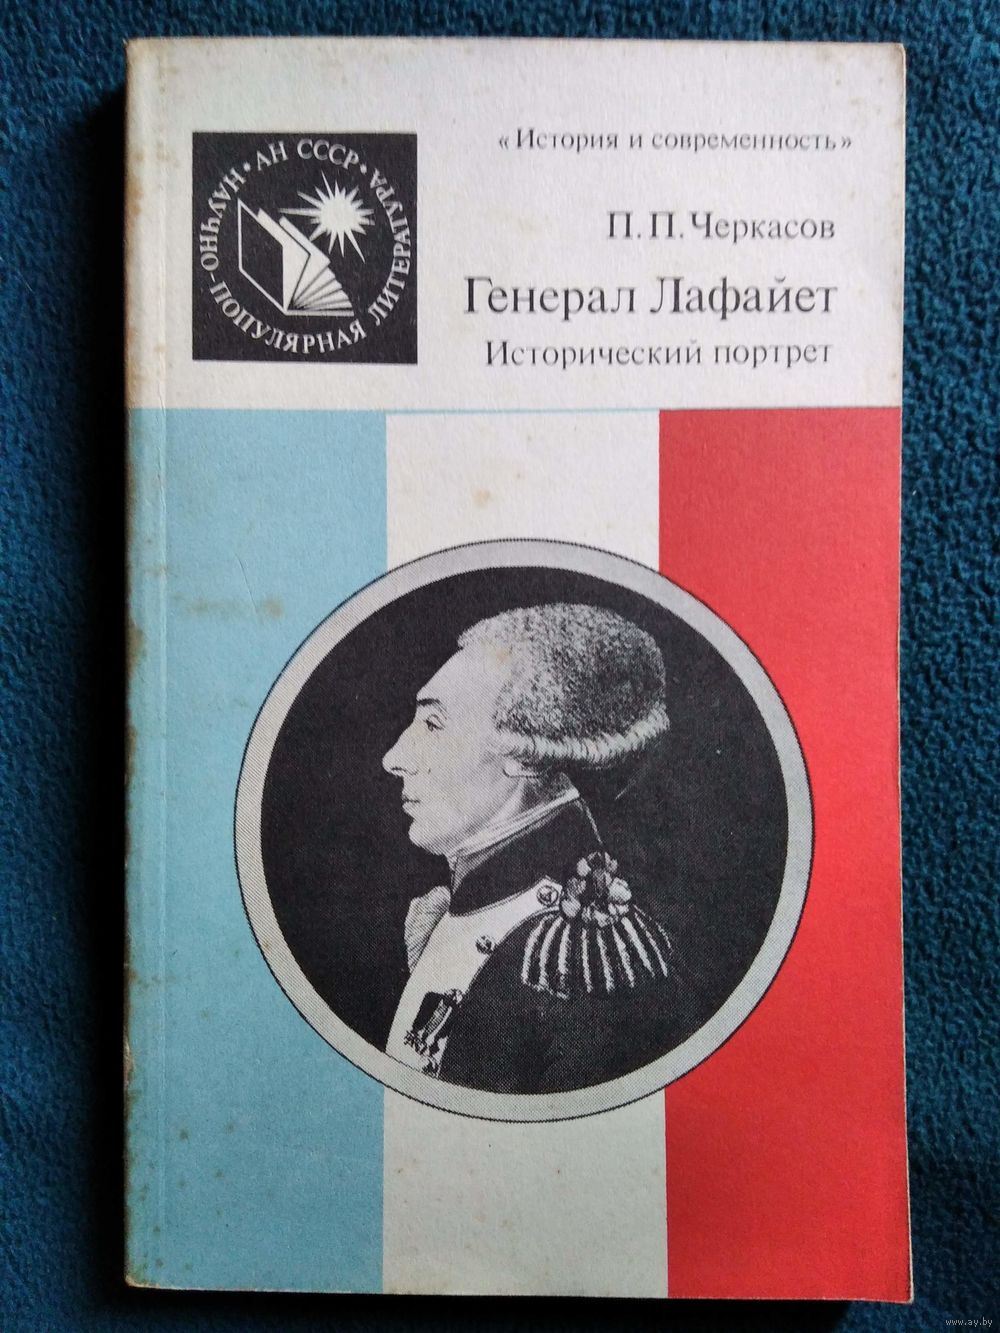 «История и современность»
НАУЧНО-ПОПУЛЯРНАЯ ЛИТЕРАТУРА • АН СССР •
П. П. Черкасов
Генерал Лафайет
Исторический портрет
www.ay.by